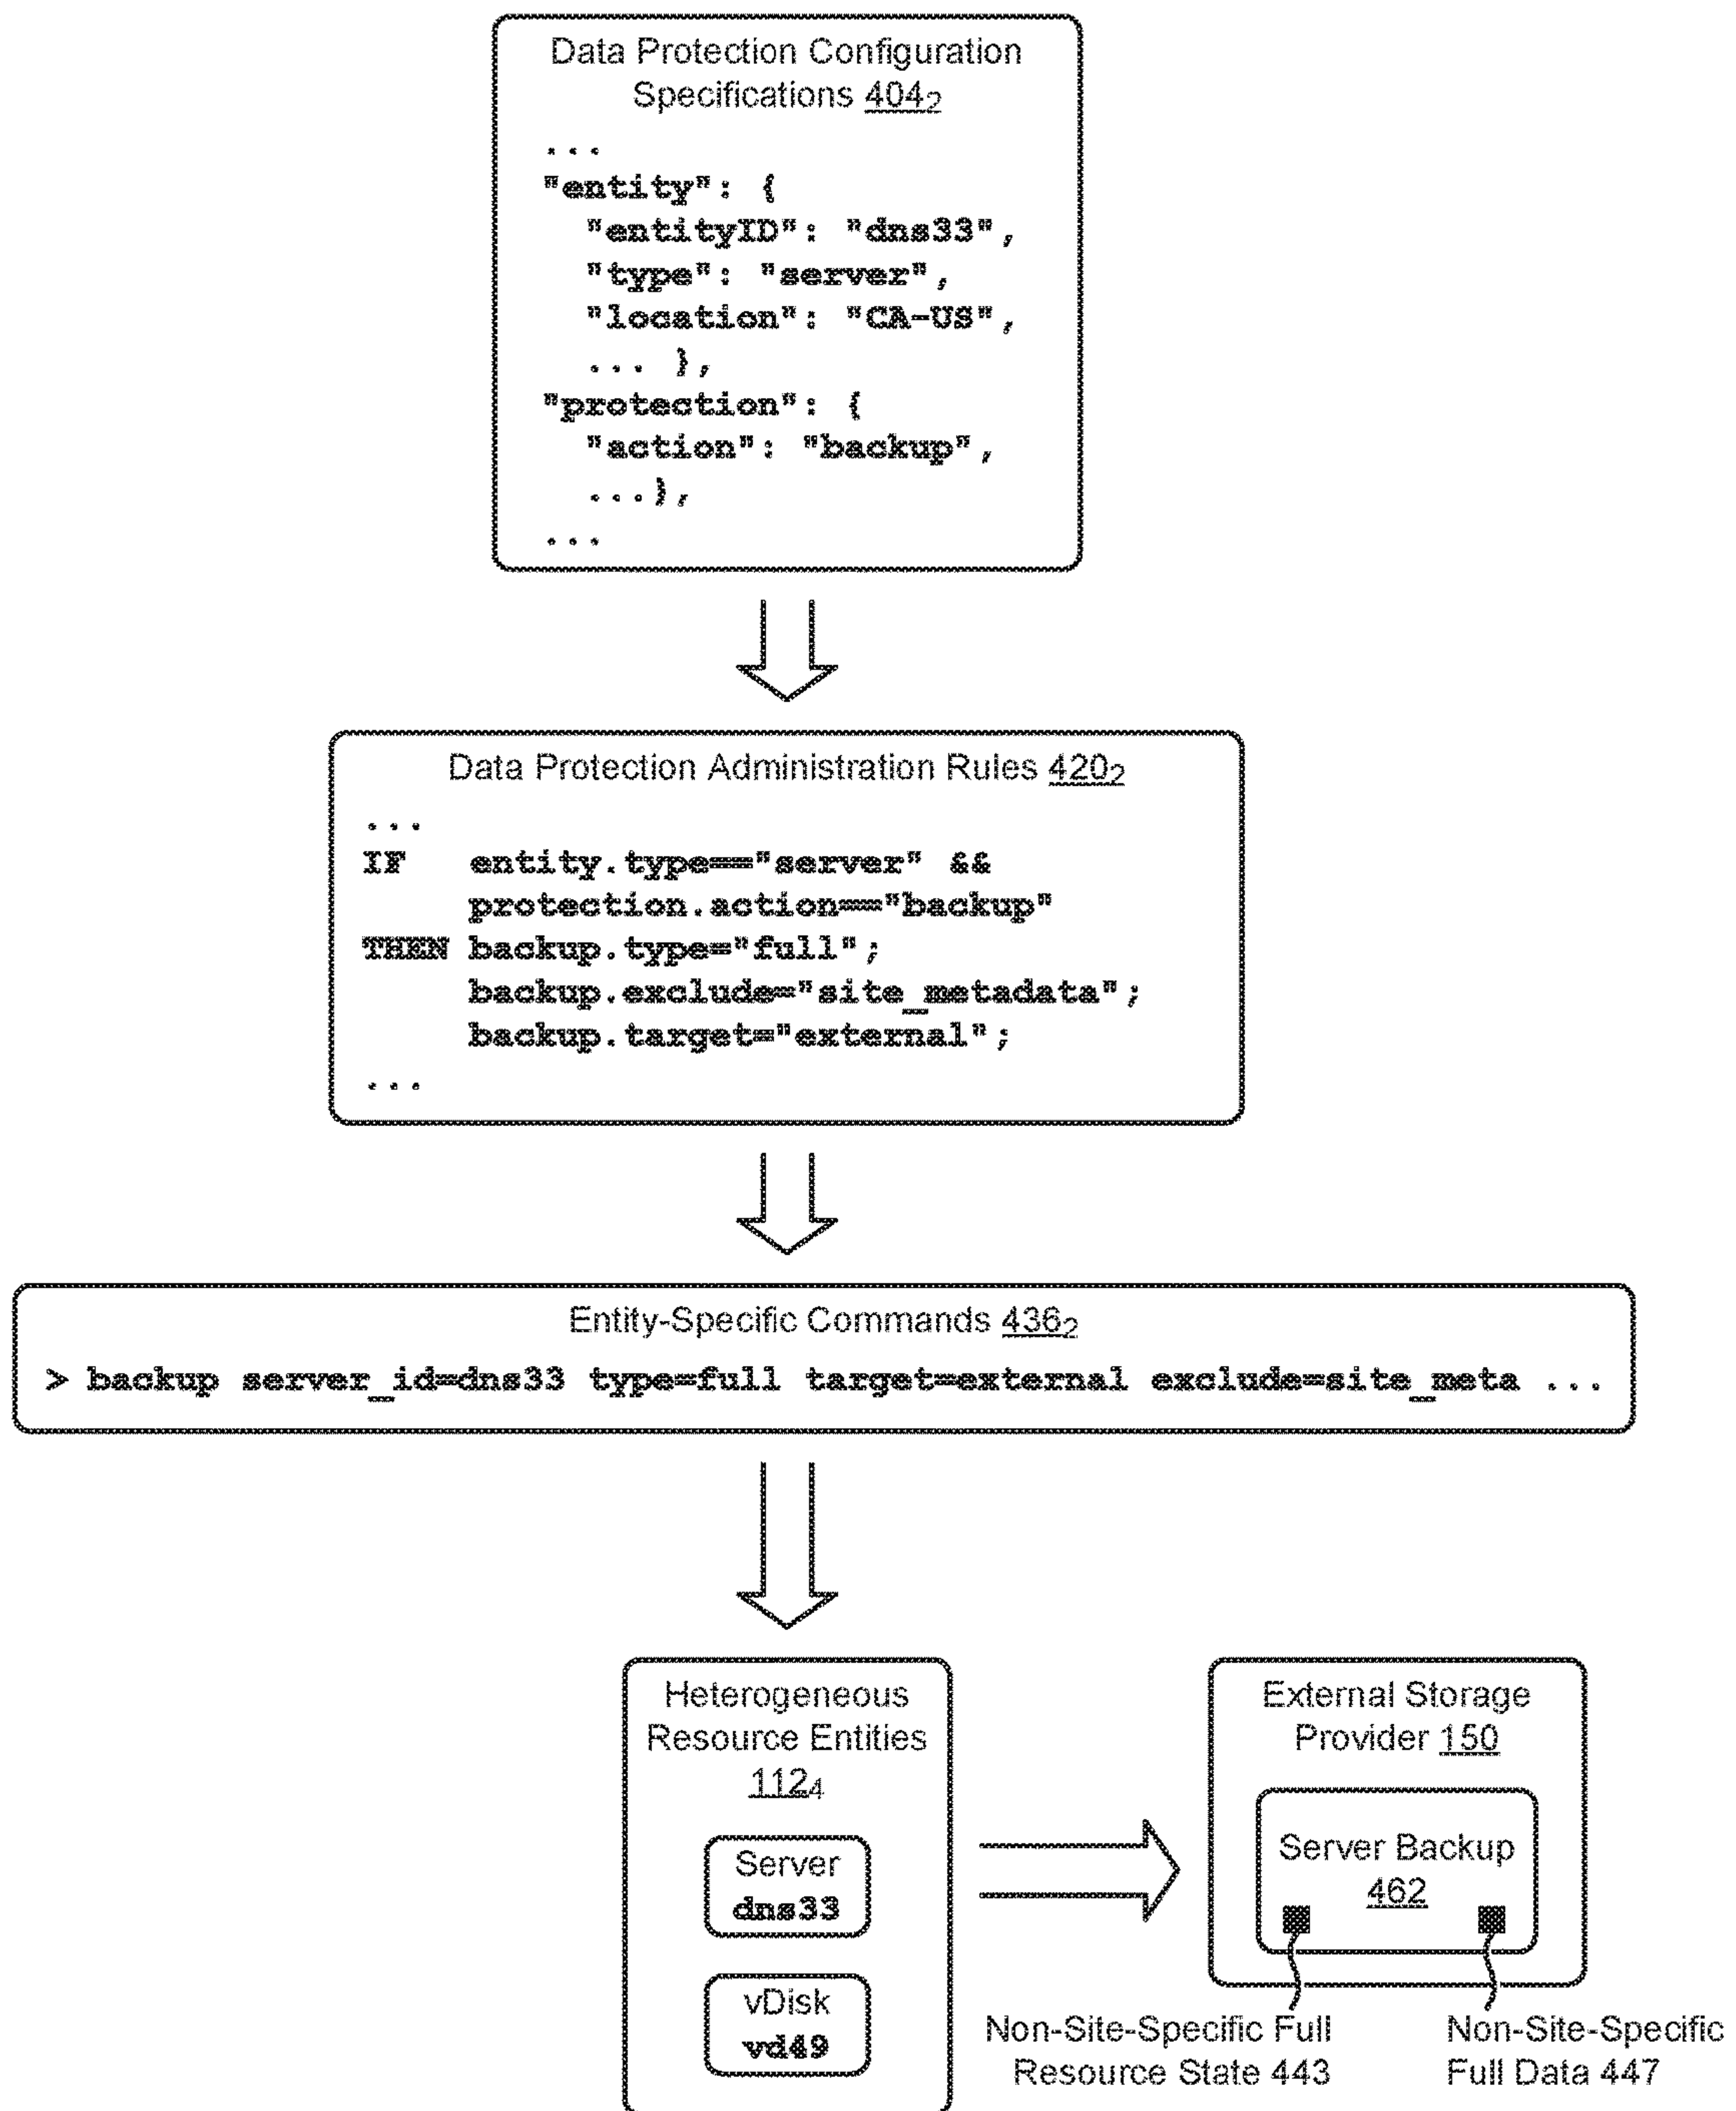 Data Protection Configuration
Specifications 404₂
...
"entity": {
"entityID": "dns33",
"type": "server",
"location": "CA-US",
... },
"protection": {
"action": "backup",
...},
...
Data Protection Administration Rules 420₂
...
IF entity.type=="server" &&
protection.action=="backup"
THEN backup.type="full";
backup.exclude="site_metadata";
backup.target="external";
...
Entity-Specific Commands 436₂
> backup server_id=dns33 type=full target=external exclude=site_meta ...
Heterogeneous
Resource Entities
112₄
Server
dns33
vDisk
vd49
External Storage
Provider 150
Server Backup
462
Non-Site-Specific Full
Resource State 443
Non-Site-Specific
Full Data 447